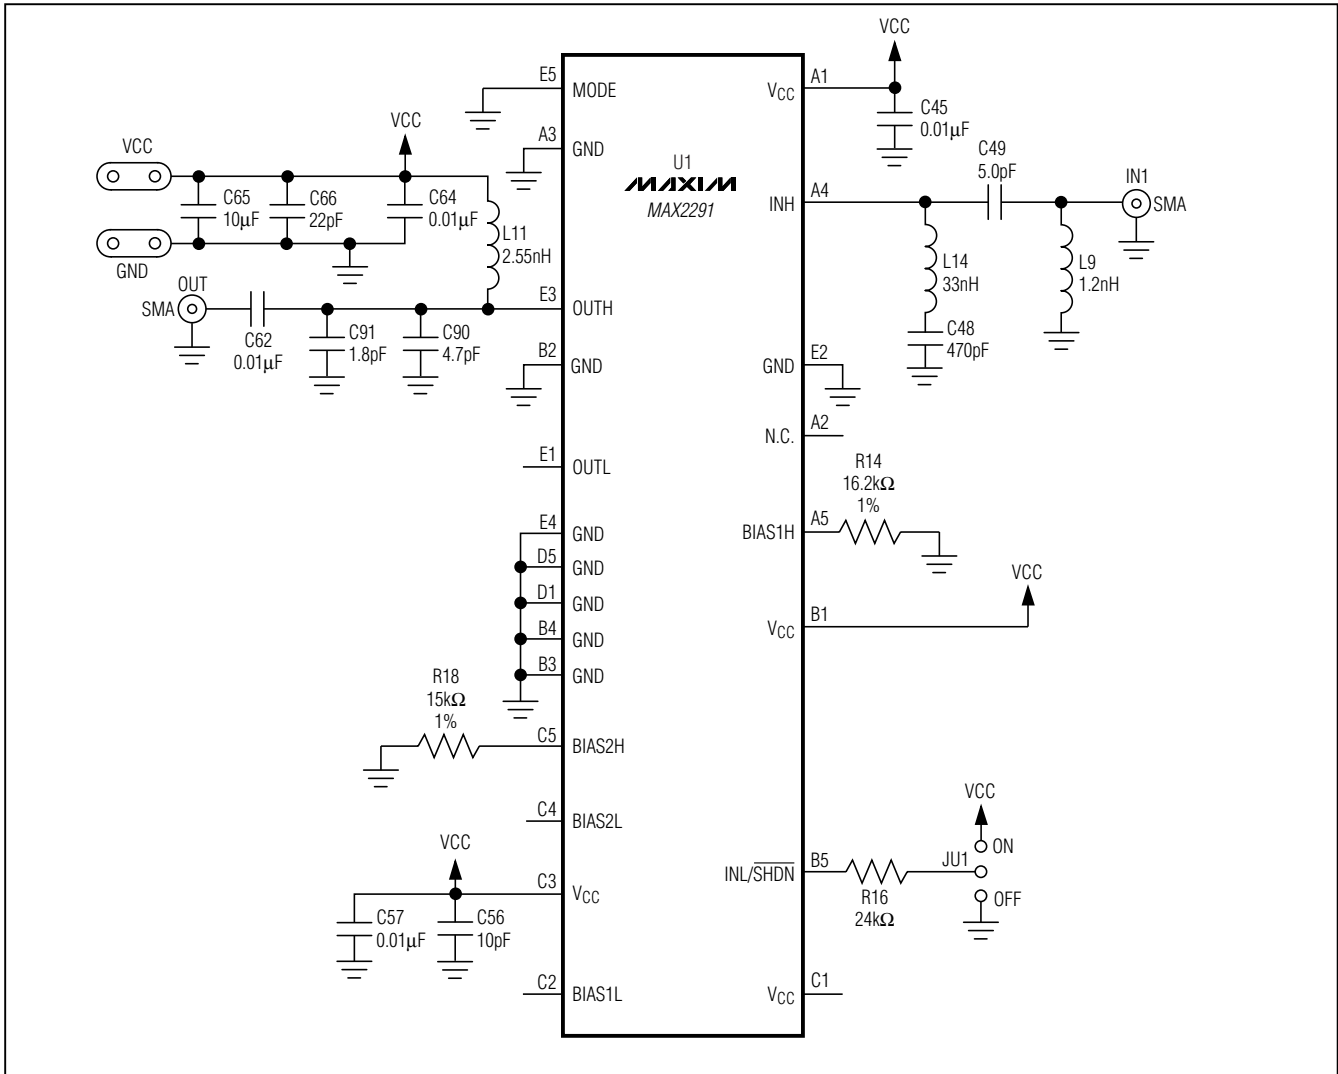 VCC
E5
MODE
VCC
A1
VCC
C45
0.01µF
A3
GND
VCC
U1
MAXIM
MAX2291
C49
5.0pF
IN1
SMA
A4
INH
C65
10µF
C66
22pF
C64
0.01µF
L11
2.55nH
GND
L14
33nH
L9
1.2nH
OUT
SMA
E3
OUTH
C62
0.01µF
C91
1.8pF
C90
4.7pF
C48
470pF
B2
GND
E2
GND
A2
N.C.
E1
OUTL
R14
16.2kΩ
1%
A5
BIAS1H
E4
GND
D5
GND
D1
GND
B4
GND
B3
GND
VCC
B1
VCC
R18
15kΩ
1%
C5
BIAS2H
C4
BIAS2L
VCC
C3
VCC
C57
0.01µF
C56
10pF
VCC
ON
JU1
OFF
B5
INL/SHDN
R16
24kΩ
C2
BIAS1L
C1
VCC